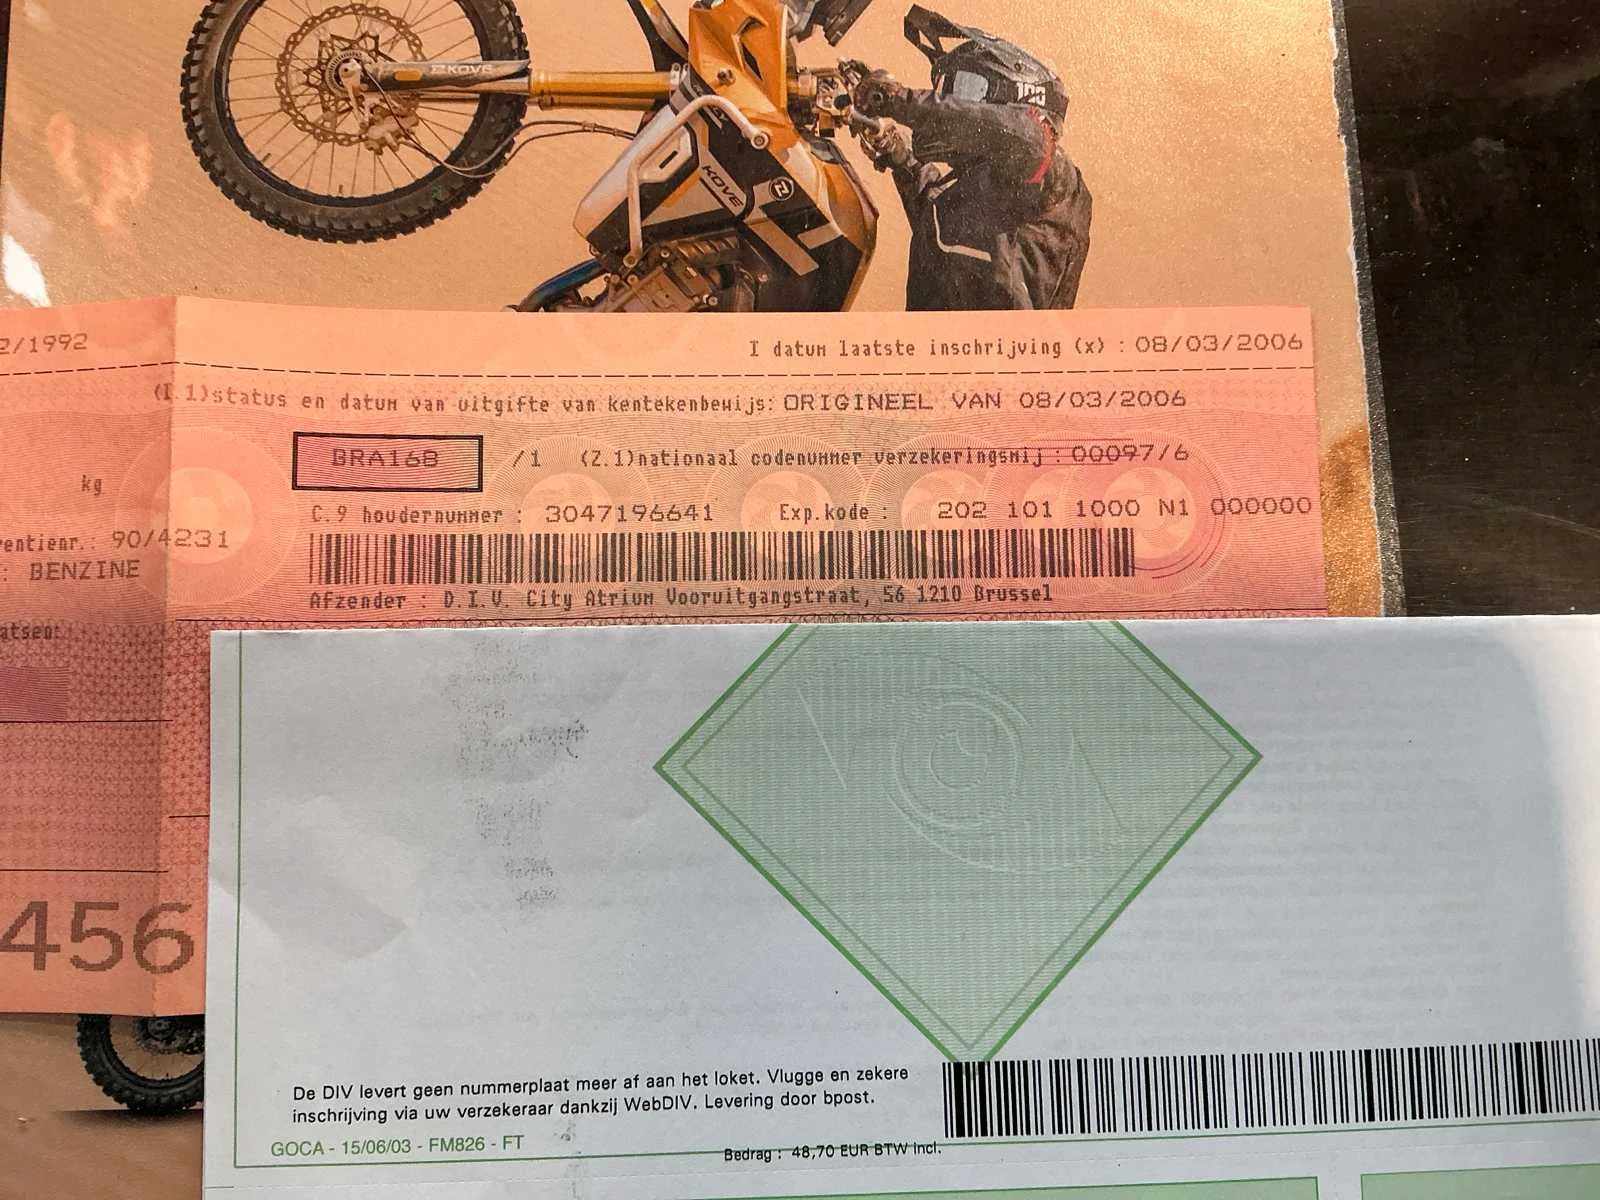 KOVE
100
KOVE
2/1992
I datum laatste inschrijving (x) : 08/03/2006
(I.1)status en datum van uitgifte van kentekenbewijs: ORIGINEEL VAN 08/03/2006
BRA168 /1 (Z.1)nationaal codenummer verzekeringsmij : 00097/6
kg
C.9 houdernummer : 3047196641 Exp.kode : 202 101 1000 N1 000000
entienr.: 90/4231
: BENZINE
Afzender : D.I.V. City Atrium Vooruitgangstraat, 56 1210 Brussel
atsen:
456
De DIV levert geen nummerplaat meer af aan het loket. Vlugge en zekere
inschrijving via uw verzekeraar dankzij WebDIV. Levering door bpost.
GOCA - 15/06/03 - FM826 - FT
Bedrag : 48,70 EUR BTW incl.